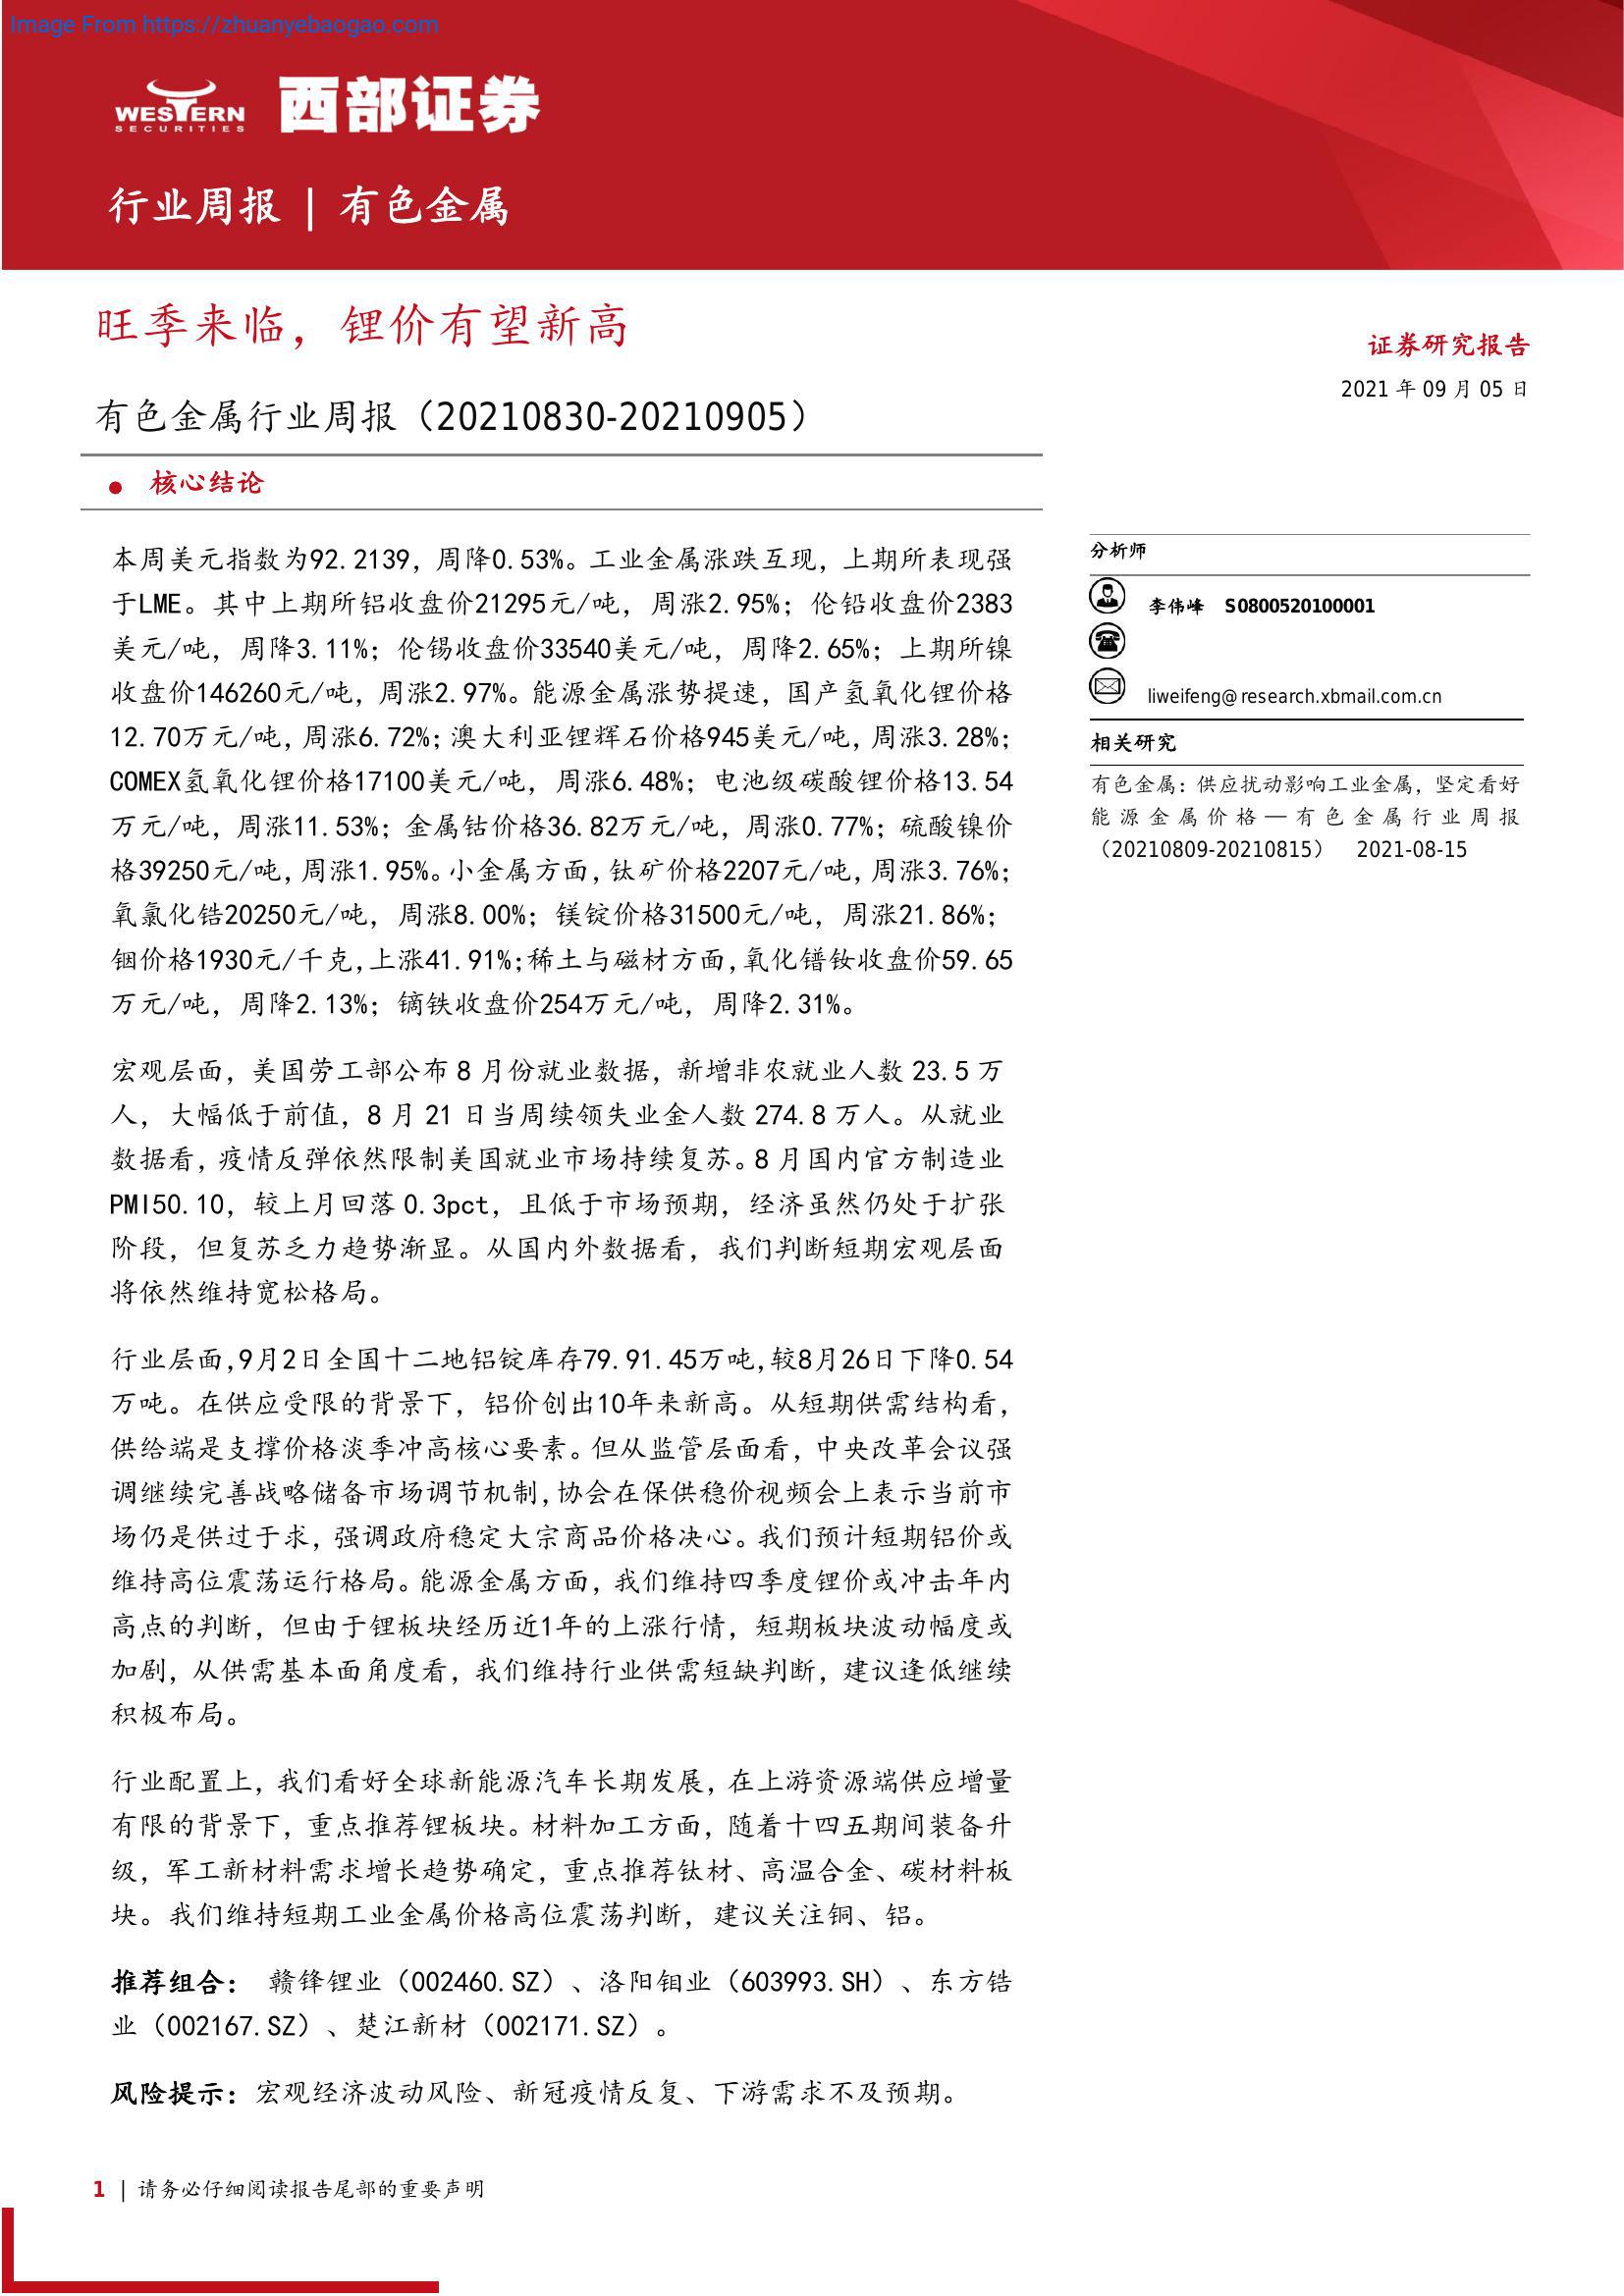 Image From https://zhuanyebaogao.com
WESTERN
SECURITIES
西部证券
行业周报 | 有色金属
旺季来临，锂价有望新高
有色金属行业周报（20210830-20210905）
● 核心结论
本周美元指数为92.2139，周降0.53%。工业金属涨跌互现，上期所表现强
于LME。其中上期所铝收盘价21295元/吨，周涨2.95%；伦铅收盘价2383
美元/吨，周降3.11%；伦锡收盘价33540美元/吨，周降2.65%；上期所镍
收盘价146260元/吨，周涨2.97%。能源金属涨势提速，国产氢氧化锂价格
12.70万元/吨，周涨6.72%；澳大利亚锂辉石价格945美元/吨，周涨3.28%；
COMEX氢氧化锂价格17100美元/吨，周涨6.48%；电池级碳酸锂价格13.54
万元/吨，周涨11.53%；金属钴价格36.82万元/吨，周涨0.77%；硫酸镍价
格39250元/吨，周涨1.95%。小金属方面，钛矿价格2207元/吨，周涨3.76%；
氧氯化锆20250元/吨，周涨8.00%；镁锭价格31500元/吨，周涨21.86%；
铟价格1930元/千克，上涨41.91%；稀土与磁材方面，氧化镨钕收盘价59.65
万元/吨，周降2.13%；镝铁收盘价254万元/吨，周降2.31%。
宏观层面，美国劳工部公布 8 月份就业数据，新增非农就业人数 23.5 万
人，大幅低于前值，8 月 21 日当周续领失业金人数 274.8 万人。从就业
数据看，疫情反弹依然限制美国就业市场持续复苏。8 月国内官方制造业
PMI50.10，较上月回落 0.3pct，且低于市场预期，经济虽然仍处于扩张
阶段，但复苏乏力趋势渐显。从国内外数据看，我们判断短期宏观层面
将依然维持宽松格局。
行业层面，9月2日全国十二地铝锭库存79.91.45万吨，较8月26日下降0.54
万吨。在供应受限的背景下，铝价创出10年来新高。从短期供需结构看，
供给端是支撑价格淡季冲高核心要素。但从监管层面看，中央改革会议强
调继续完善战略储备市场调节机制，协会在保供稳价视频会上表示当前市
场仍是供过于求，强调政府稳定大宗商品价格决心。我们预计短期铝价或
维持高位震荡运行格局。能源金属方面，我们维持四季度锂价或冲击年内
高点的判断，但由于锂板块经历近1年的上涨行情，短期板块波动幅度或
加剧，从供需基本面角度看，我们维持行业供需短缺判断，建议逢低继续
积极布局。
行业配置上，我们看好全球新能源汽车长期发展，在上游资源端供应增量
有限的背景下，重点推荐锂板块。材料加工方面，随着十四五期间装备升
级，军工新材料需求增长趋势确定，重点推荐钛材、高温合金、碳材料板
块。我们维持短期工业金属价格高位震荡判断，建议关注铜、铝。
推荐组合： 赣锋锂业（002460.SZ）、洛阳钼业（603993.SH）、东方锆
业（002167.SZ）、楚江新材（002171.SZ）。
风险提示：宏观经济波动风险、新冠疫情反复、下游需求不及预期。
证券研究报告
2021 年 09 月 05 日
分析师
李伟峰 S0800520100001
liweifeng@research.xbmail.com.cn
相关研究
有色金属：供应扰动影响工业金属，坚定看好
能源金属价格—有色金属行业周报
（20210809-20210815） 2021-08-15
1 | 请务必仔细阅读报告尾部的重要声明